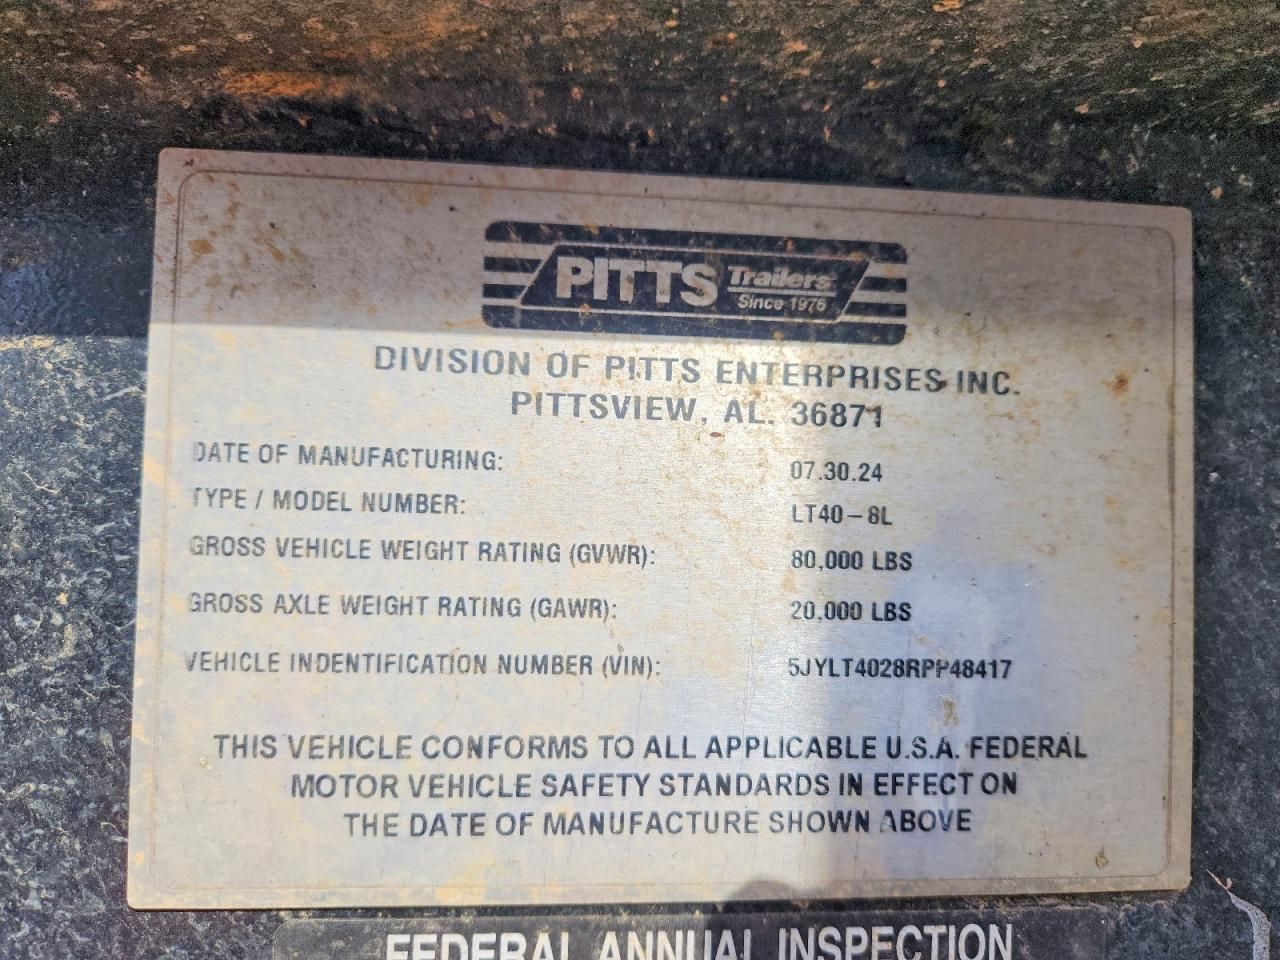 PITTS Trailers
Since 1976
DIVISION OF PITTS ENTERPRISES INC.
PITTSVIEW, AL. 36871
DATE OF MANUFACTURING: 07.30.24
TYPE / MODEL NUMBER: LT40-8L
GROSS VEHICLE WEIGHT RATING (GVWR): 80,000 LBS
GROSS AXLE WEIGHT RATING (GAWR): 20,000 LBS
VEHICLE INDENTIFICATION NUMBER (VIN): 5JYLT4028RPP48417
THIS VEHICLE CONFORMS TO ALL APPLICABLE U.S.A. FEDERAL
MOTOR VEHICLE SAFETY STANDARDS IN EFFECT ON
THE DATE OF MANUFACTURE SHOWN ABOVE
FEDERAL ANNUAL INSPECTION